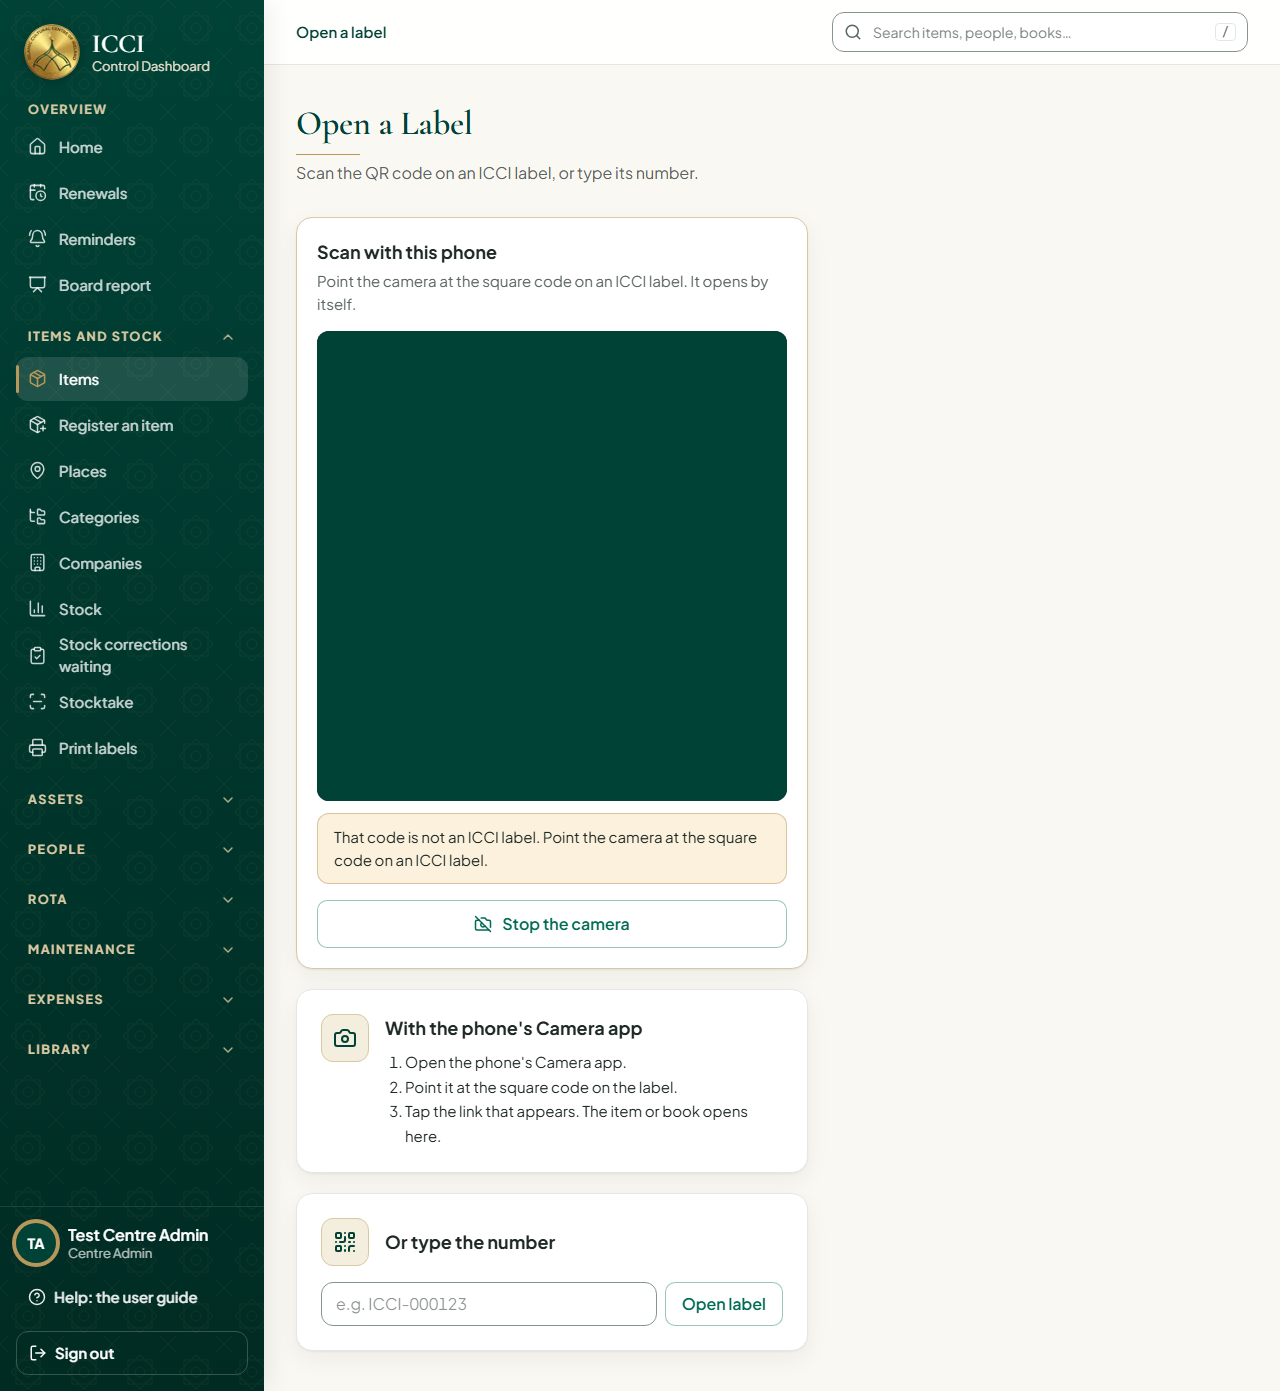 ICCI
Control Dashboard
OVERVIEW
Home
Renewals
Reminders
Board report
ITEMS AND STOCK
Items
Register an item
Places
Categories
Companies
Stock
Stock corrections
waiting
Stocktake
Print labels
ASSETS
PEOPLE
ROTA
MAINTENANCE
EXPENSES
LIBRARY
TA
Test Centre Admin
Centre Admin
Help: the user guide
Sign out
Open a label
Search items, people, books...
/
Open a Label
Scan the QR code on an ICCI label, or type its number.
Scan with this phone
Point the camera at the square code on an ICCI label. It opens by
itself.
That code is not an ICCI label. Point the camera at the square
code on an ICCI label.
Stop the camera
With the phone's Camera app
1. Open the phone's Camera app.
2. Point it at the square code on the label.
3. Tap the link that appears. The item or book opens
here.
Or type the number
e.g. ICCI-000123
Open label